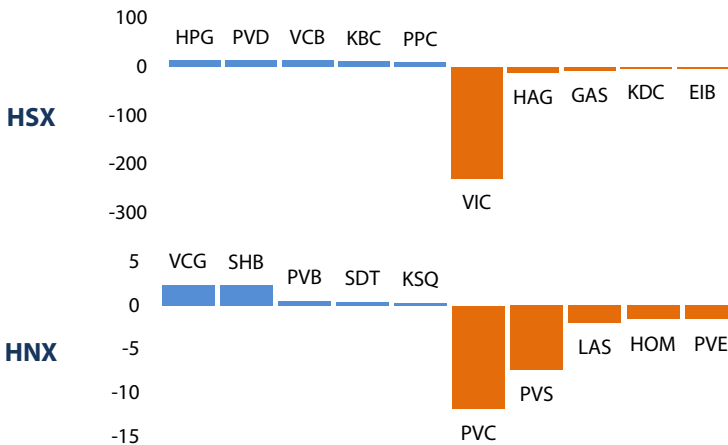 100
HPG PVD VCB KBC PPC
0
HAG GAS KDC EIB
-100
HSX
-200
VIC
-300
5
VCG SHB PVB SDT KSQ
0
LAS HOM PVE
HNX
-5
-10
PVS
-15
PVC